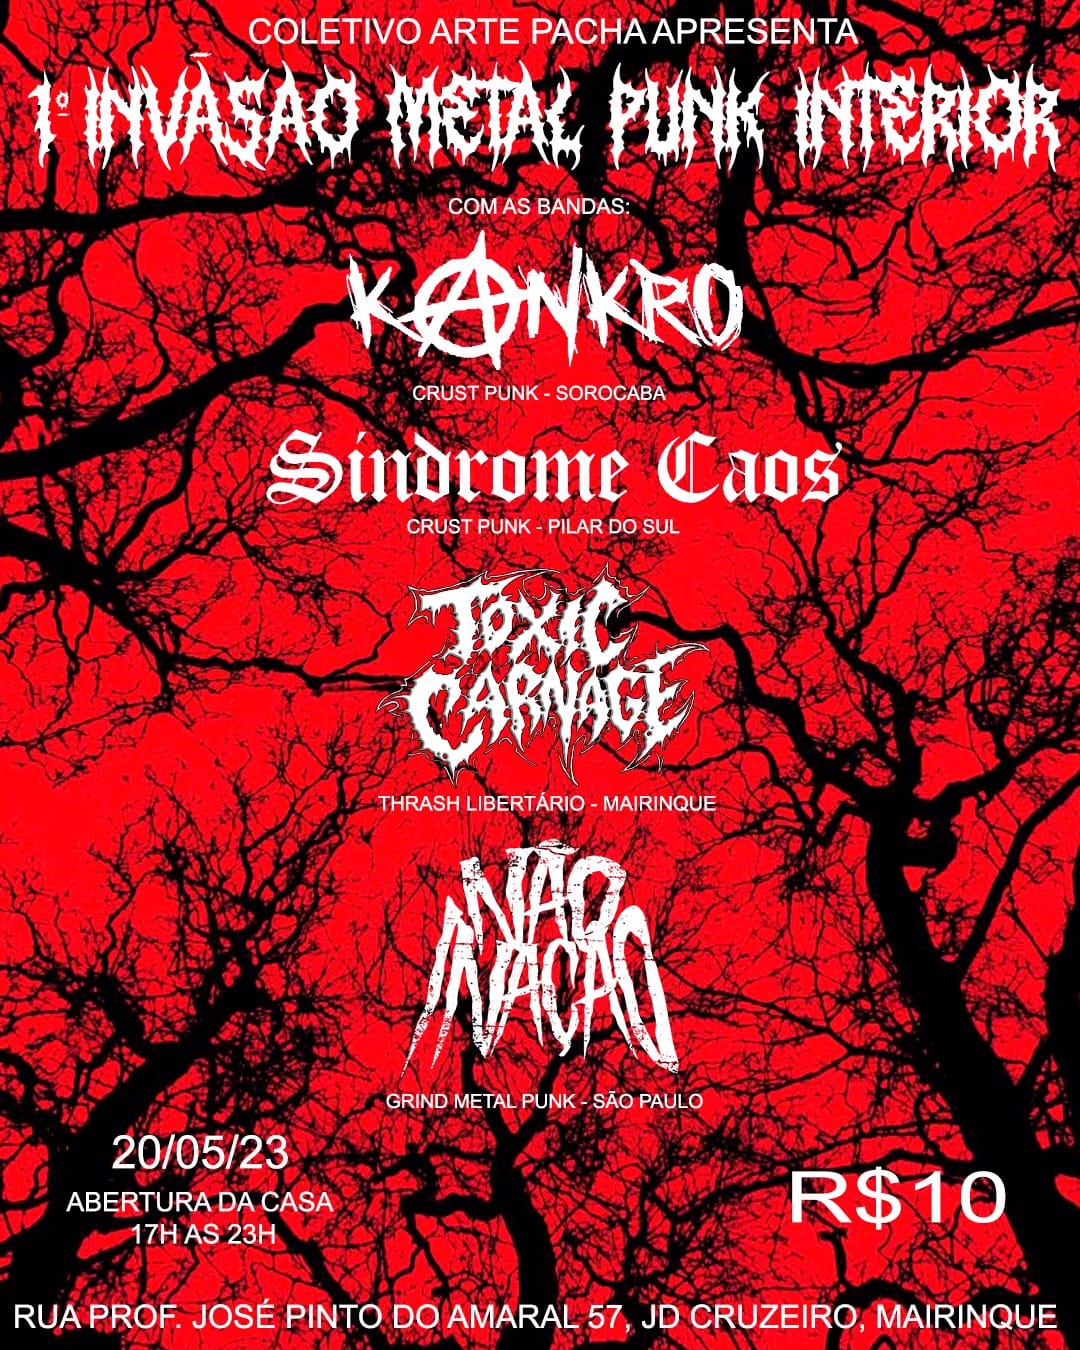 COLETIVO ARTE PACHA APRESENTA
1º INVASÃO METAL PUNK INTERIOR
COM AS BANDAS:
KANKRO
CRUST PUNK - SOROCABA
Síndrome Caos
CRUST PUNK - PILAR DO SUL
TOXIC
CARNAGE
THRASH LIBERTÁRIO - MAIRINQUE
NÃO
INAÇÃO
GRIND METAL PUNK - SÃO PAULO
20/05/23
ABERTURA DA CASA
17H AS 23H
R$10
RUA PROF. JOSÉ PINTO DO AMARAL 57, JD CRUZEIRO, MAIRINQUE